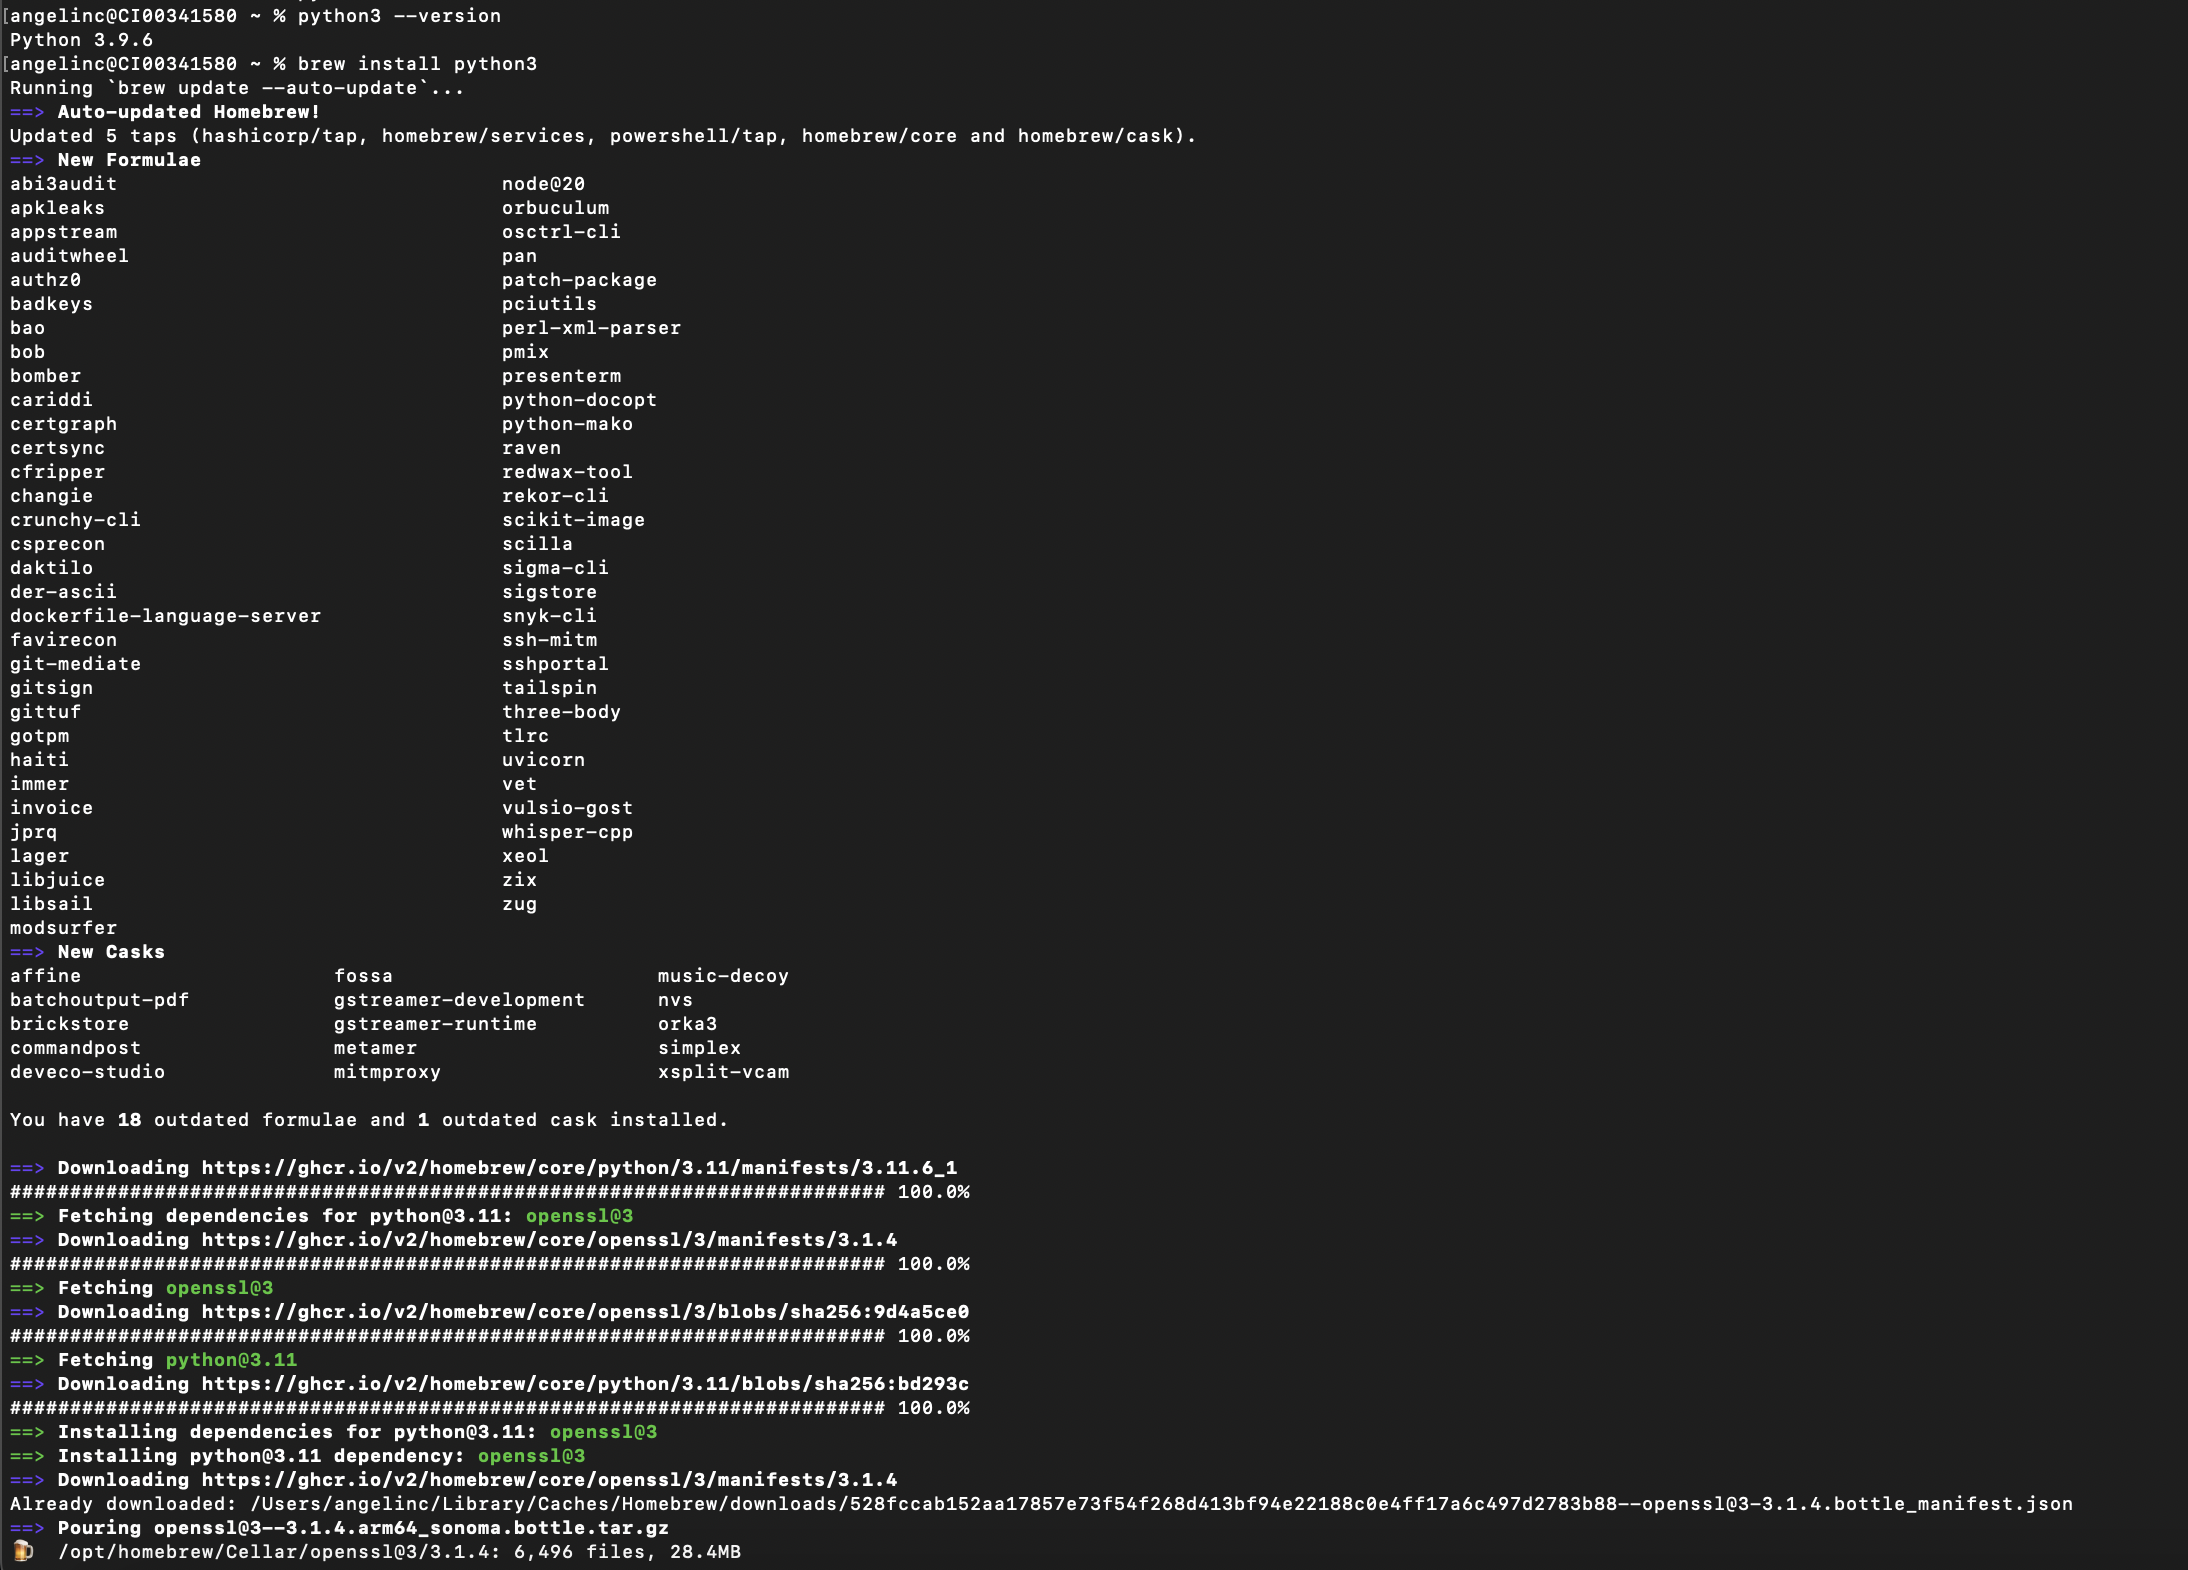 [angelinc@CI00341580 ~ % python3 --version
Python 3.9.6
[angelinc@CI00341580 ~ % brew install python3
Running `brew update --auto-update`...
==> Auto-updated Homebrew!
Updated 5 taps (hashicorp/tap, homebrew/services, powershell/tap, homebrew/core and homebrew/cask).
==> New Formulae
abi3audit node@20
apkleaks orbuculum
appstream osctrl-cli
auditwheel pan
authz0 patch-package
badkeys pciutils
bao perl-xml-parser
bob pmix
bomber presenterm
cariddi python-docopt
certgraph python-mako
certsync raven
cfripper redwax-tool
changie rekor-cli
crunchy-cli scikit-image
csprecon scilla
daktilo sigma-cli
der-ascii sigstore
dockerfile-language-server snyk-cli
favirecon ssh-mitm
git-mediate sshportal
gitsign tailspin
gittuf three-body
gotpm tlrc
haiti uvicorn
immer vet
invoice vulsio-gost
jprq whisper-cpp
lager xeol
libjuice zix
libsail zug
modsurfer
==> New Casks
affine fossa music-decoy
batchoutput-pdf gstreamer-development nvs
brickstore gstreamer-runtime orka3
commandpost metamer simplex
deveco-studio mitmproxy xsplit-vcam
You have 18 outdated formulae and 1 outdated cask installed.
==> Downloading https://ghcr.io/v2/homebrew/core/python/3.11/manifests/3.11.6_1
######################################################################### 100.0%
==> Fetching dependencies for python@3.11: openssl@3
==> Downloading https://ghcr.io/v2/homebrew/core/openssl/3/manifests/3.1.4
######################################################################### 100.0%
==> Fetching openssl@3
==> Downloading https://ghcr.io/v2/homebrew/core/openssl/3/blobs/sha256:9d4a5ce0
######################################################################### 100.0%
==> Fetching python@3.11
==> Downloading https://ghcr.io/v2/homebrew/core/python/3.11/blobs/sha256:bd293c
######################################################################### 100.0%
==> Installing dependencies for python@3.11: openssl@3
==> Installing python@3.11 dependency: openssl@3
==> Downloading https://ghcr.io/v2/homebrew/core/openssl/3/manifests/3.1.4
Already downloaded: /Users/angelinc/Library/Caches/Homebrew/downloads/528fccab152aa17857e73f54f268d413bf94e22188c0e4ff17a6c497d2783b88--openssl@3-3.1.4.bottle_manifest.json
==> Pouring openssl@3--3.1.4.arm64_sonoma.bottle.tar.gz
🍺 /opt/homebrew/Cellar/openssl@3/3.1.4: 6,496 files, 28.4MB